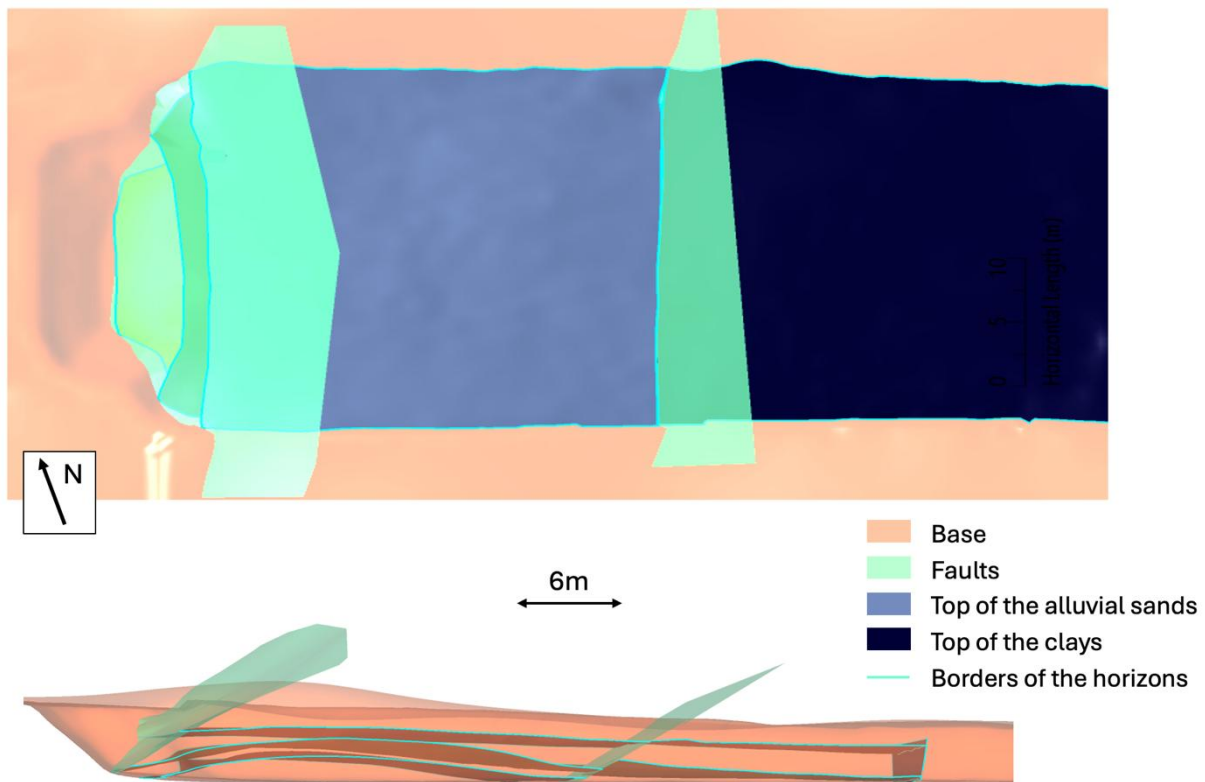 10
5
0
Horizontal Length (m)
N
Base
Faults
6m
Top of the alluvial sands
Top of the clays
Borders of the horizons